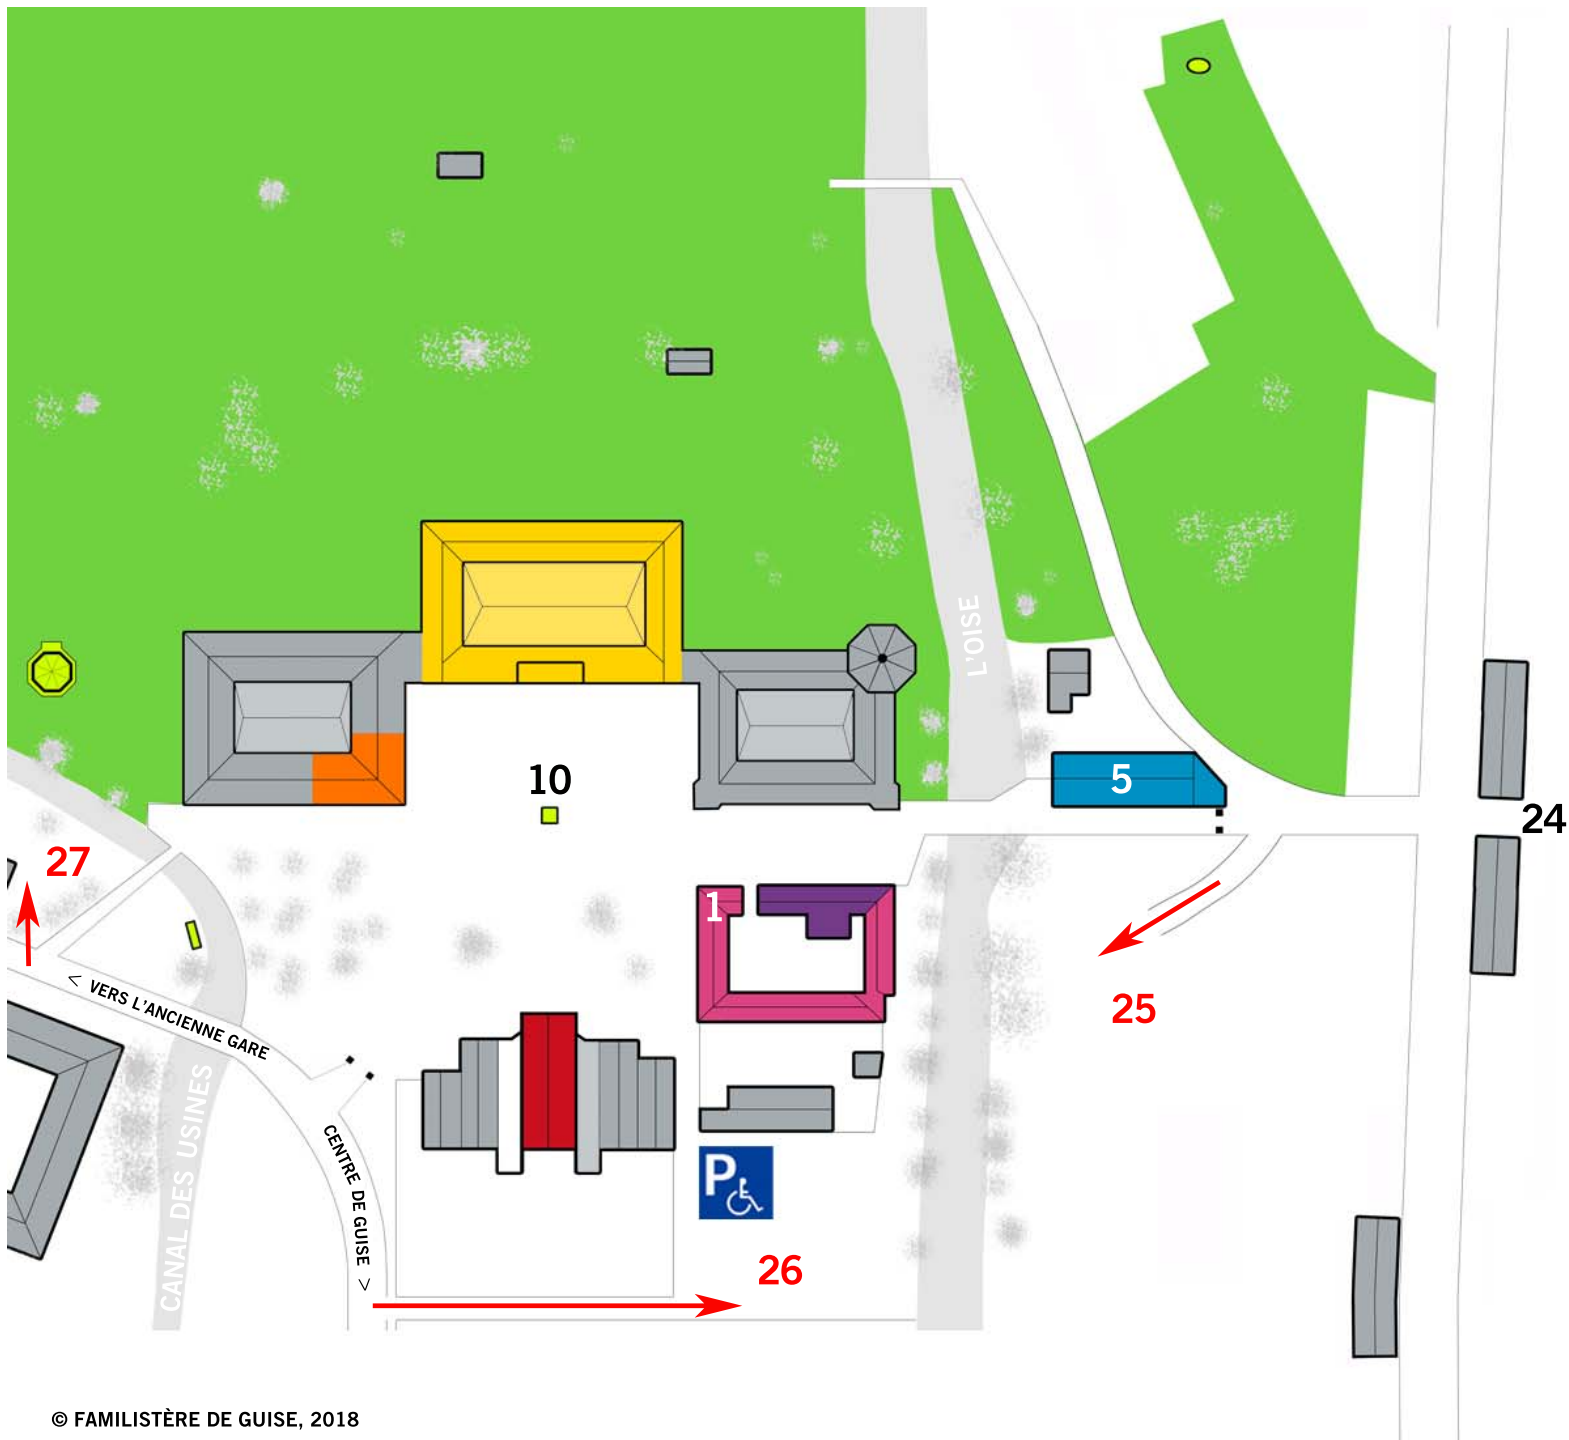 L'OISE
10
5
24
27
1
25
< VERS L'ANCIENNE GARE
CANAL DES USINES
CENTRE DE GUISE >
P
26
© FAMILISTÈRE DE GUISE, 2018